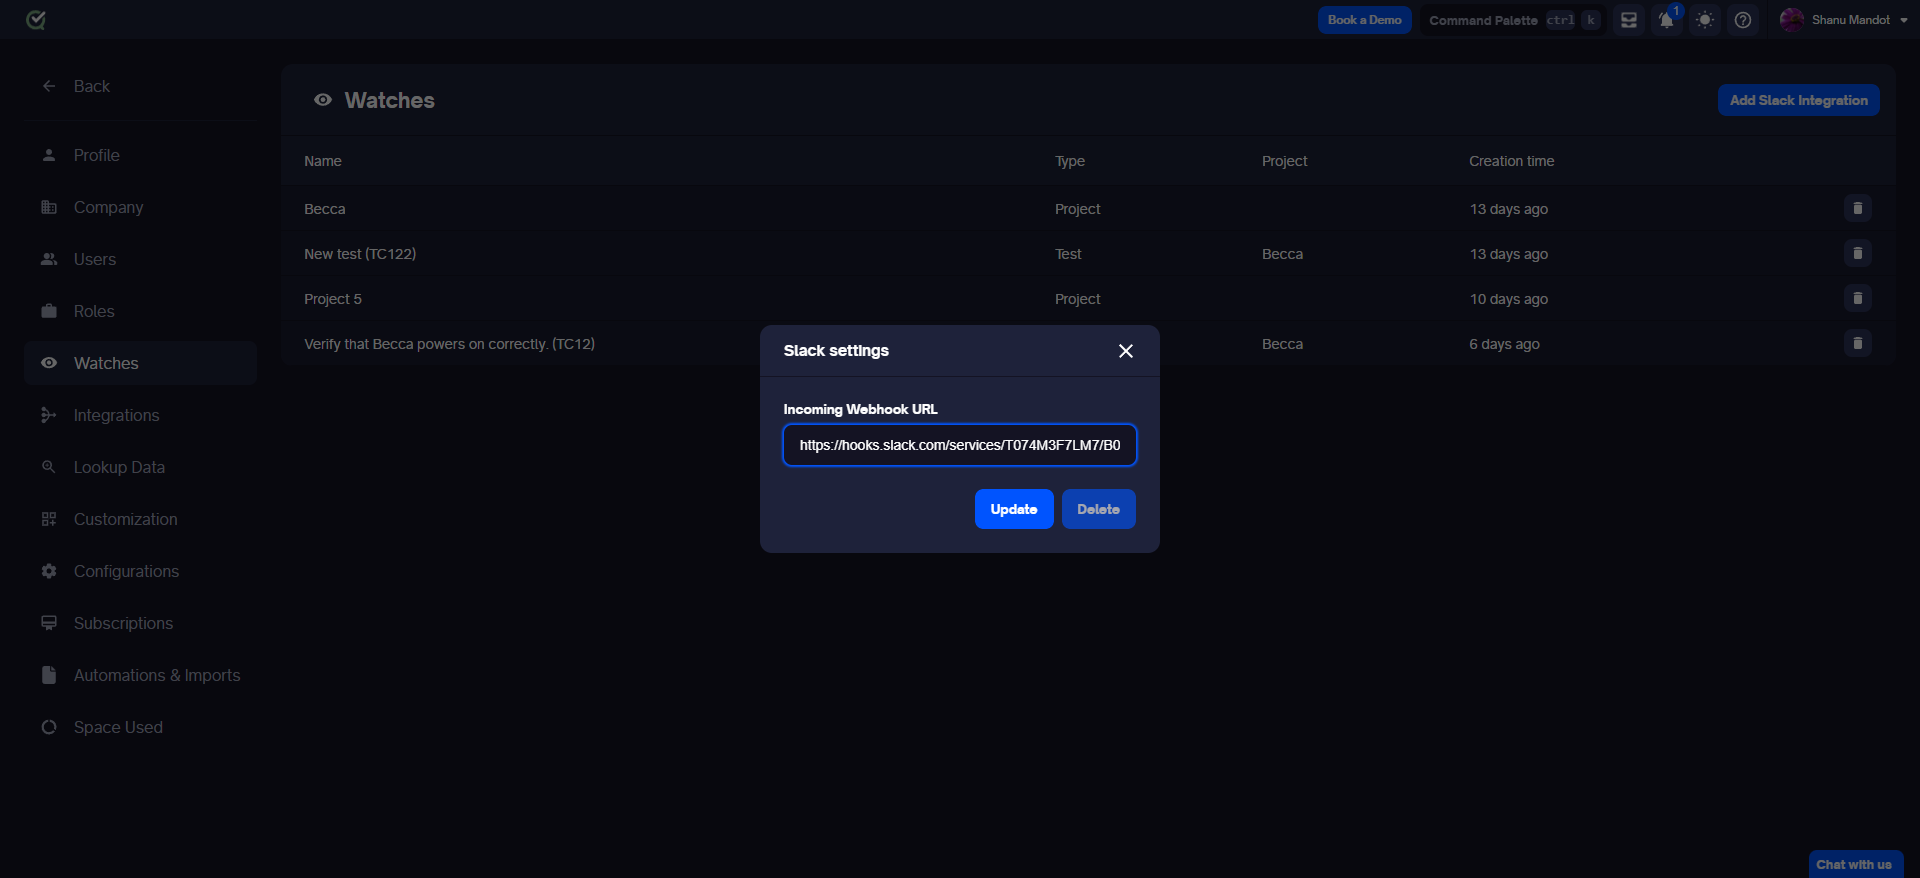 Book a Demo Command Palette ctrl k 1 Shanu Mandot
Back
Profile
Company
Users
Roles
Watches
Integrations
Lookup Data
Customization
Configurations
Subscriptions
Automations & Imports
Space Used
Watches Add Slack Integration
Name Type Project Creation time
Becca Project 13 days ago
New test (TC122) Test Becca 13 days ago
Project 5 Project 10 days ago
Verify that Becca powers on correctly. (TC12) Becca 6 days ago
Slack settings
Incoming Webhook URL
https://hooks.slack.com/services/T074M3F7LM7/B0
Update Delete
Chat with us